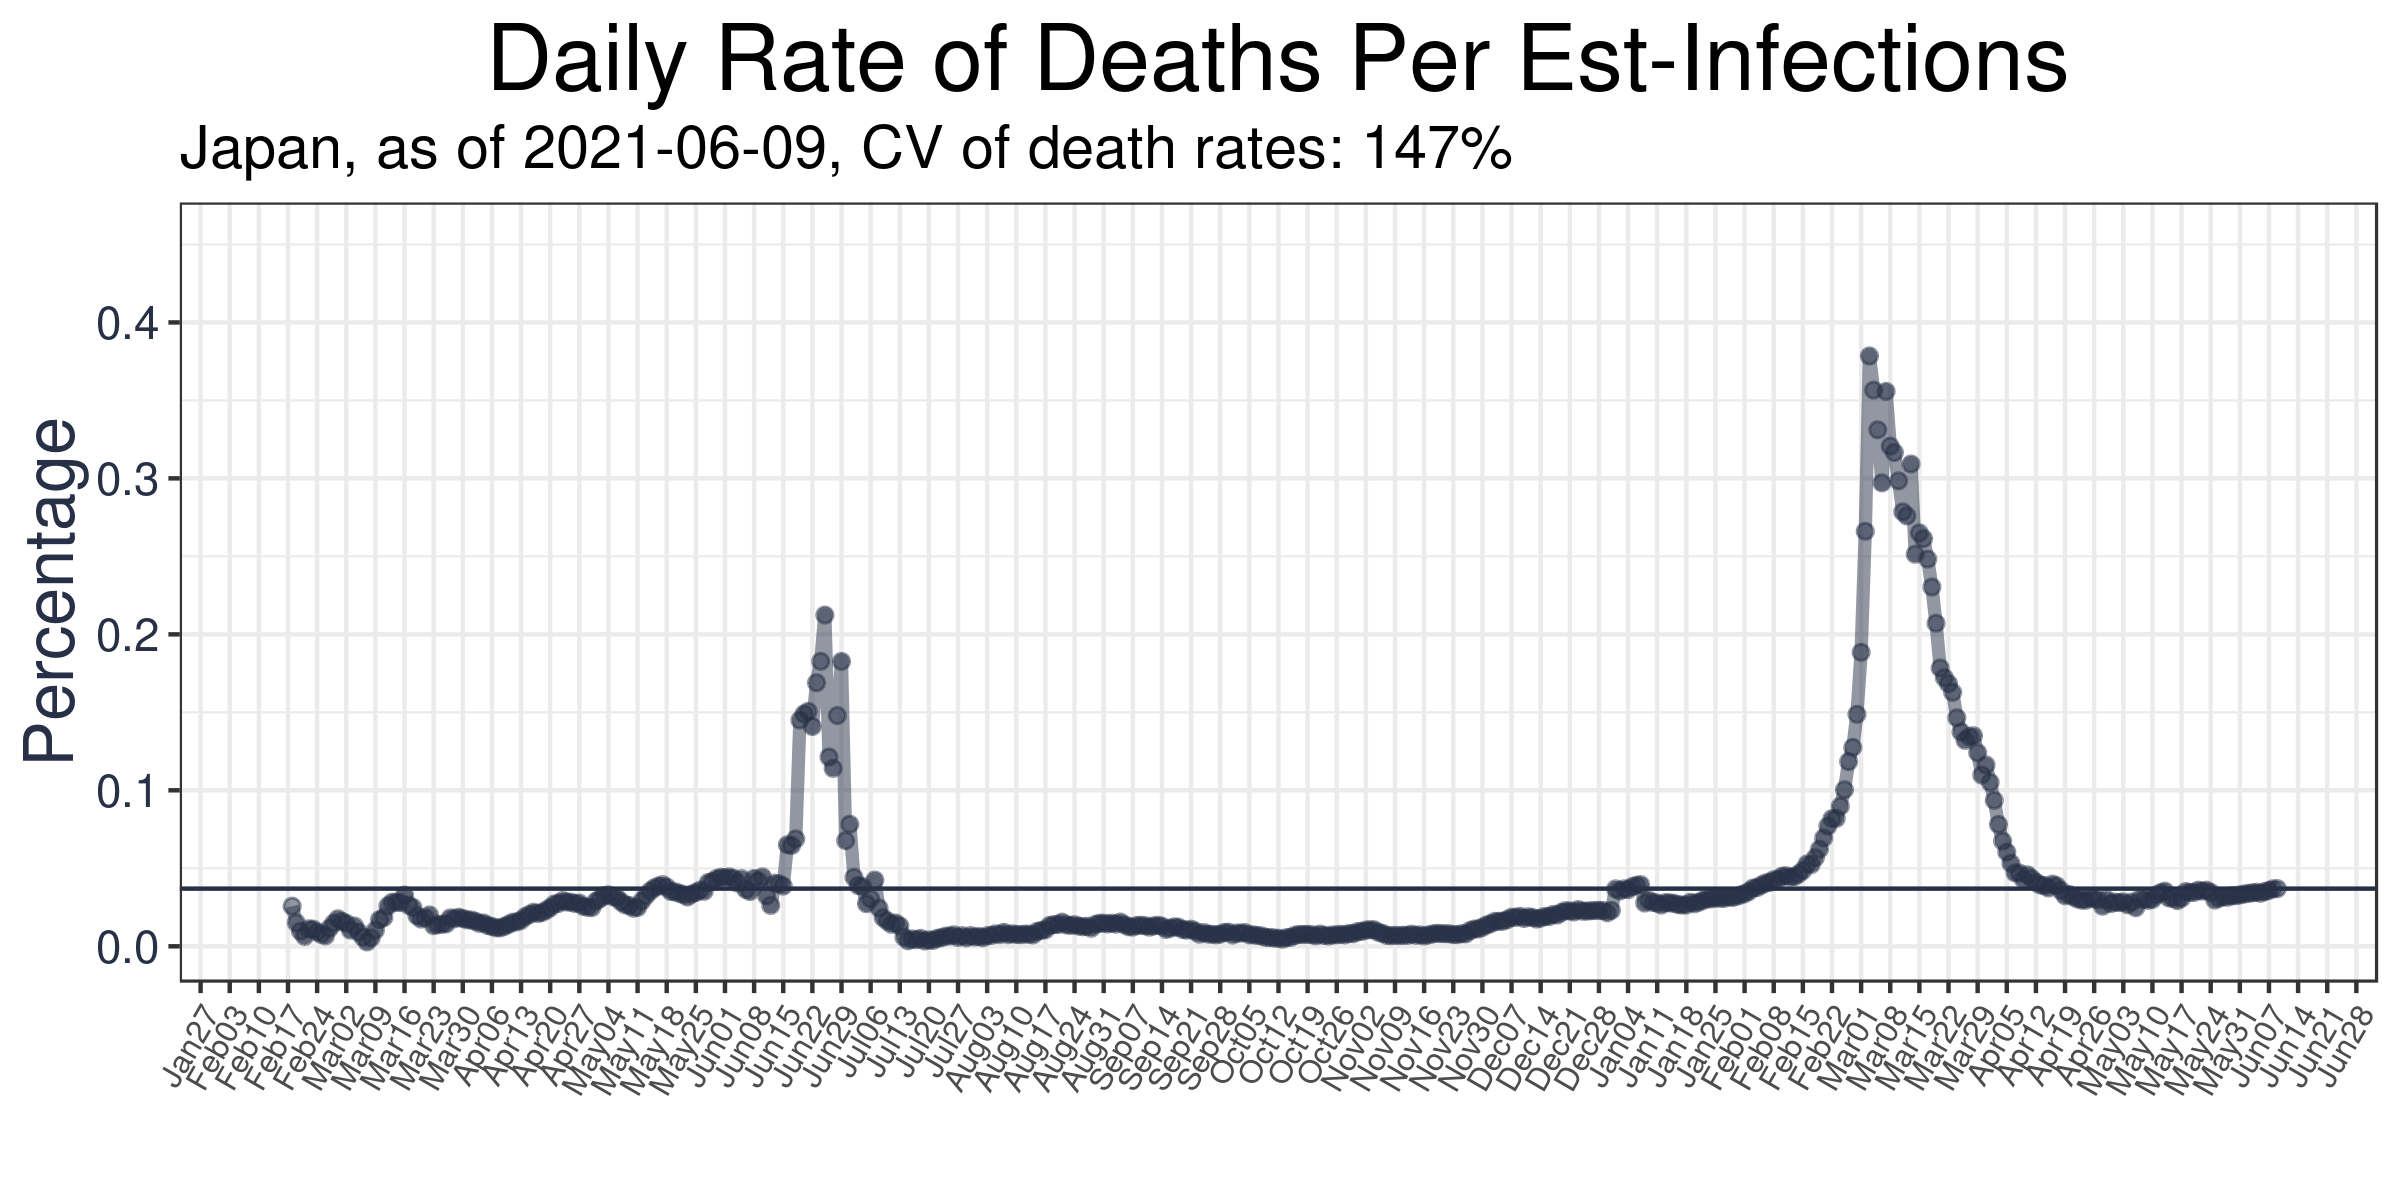 Daily Rate of Deaths Per Est-Infections
Japan, as of 2021-06-09, CV of death rates: 147%
Percentage
0.4
0.3
0.2
0.1
0.0
Jan27
Feb03
Feb10
Feb17
Feb24
Mar02
Mar09
Mar16
Mar23
Mar30
Apr06
Apr13
Apr20
Apr27
May04
May11
May18
May25
Jun01
Jun08
Jun15
Jun22
Jun29
Jul06
Jul13
Jul20
Jul27
Aug03
Aug10
Aug17
Aug24
Aug31
Sep07
Sep14
Sep21
Sep28
Oct05
Oct12
Oct19
Oct26
Nov02
Nov09
Nov16
Nov23
Nov30
Dec07
Dec14
Dec21
Dec28
Jan04
Jan11
Jan18
Jan25
Feb01
Feb08
Feb15
Feb22
Mar01
Mar08
Mar15
Mar22
Mar29
Apr05
Apr12
Apr19
Apr26
May03
May10
May17
May24
May31
Jun07
Jun14
Jun21
Jun28